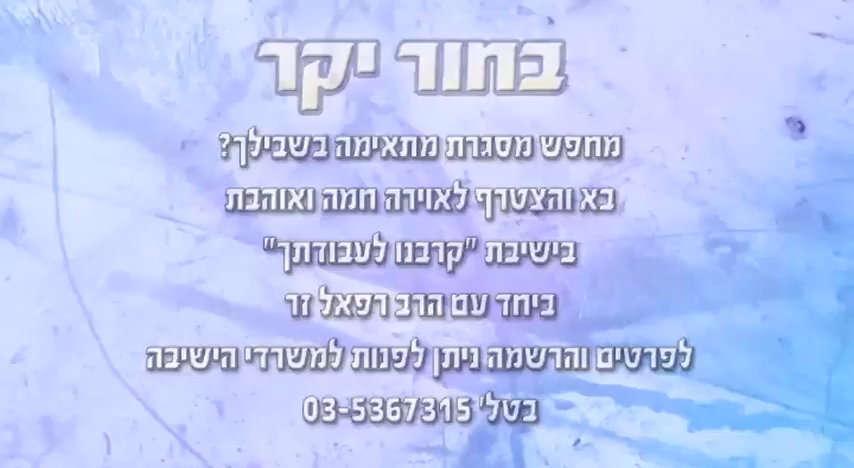 בחור יקר
מחפש מסגרת מתאימה בשבילך?
בא והצטרף לאוירה חמה ואוהבת
בישיבת "קרבנו לעבודתך"
ביחד עם הרב רפאל זר
לפרטים והרשמה ניתן לפנות למשרדי הישיבה
בטל' 03-5367315